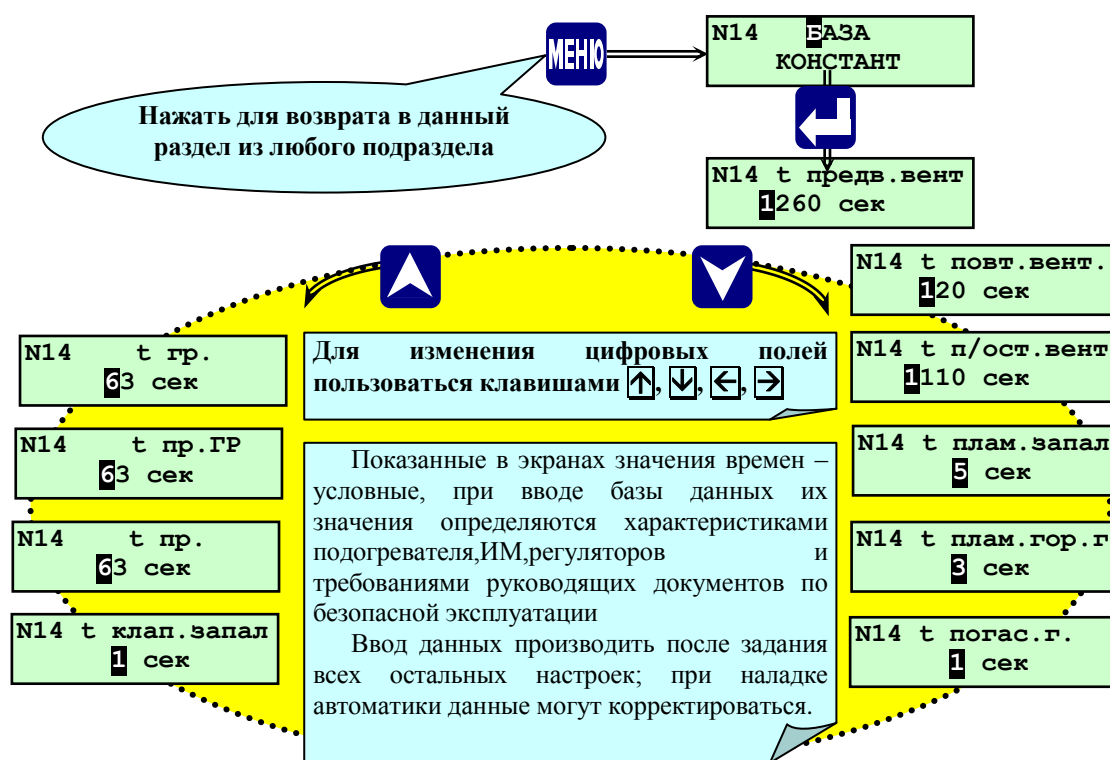 МЕНЮ
N14 БАЗА
КОНСТАНТ
Нажать для возврата в данный
раздел из любого подраздела
N14 t предв.вент
1260 сек
N14 t повт.вент.
120 сек
N14 t гр.
63 сек
Для изменения цифровых полей
пользоваться клавишами ↑, ↓, ←, →
N14 t п/ост.вент
1110 сек
N14 t пр.ГР
63 сек
Показанные в экранах значения времен –
условные, при вводе базы данных их
значения определяются характеристиками
подогревателя,ИМ,регуляторов и
требованиями руководящих документов по
безопасной эксплуатации
Ввод данных производить после задания
всех остальных настроек; при наладке
автоматики данные могут корректироваться.
N14 t плам.запал
5 сек
N14 t пр.
63 сек
N14 t плам.гор.г
3 сек
N14 t клап.запал
1 сек
N14 t погас.г.
1 сек